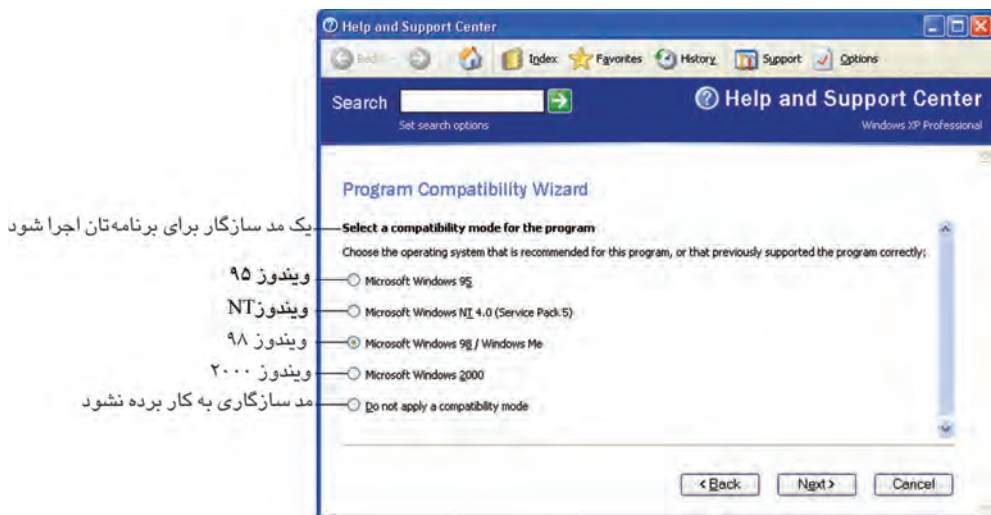 Help and Support Center
Back
Index Favorites History Support Options
Search
Set search options
Help and Support Center
Windows XP Professional
Program Compatibility Wizard
یک مد سازگار برای برنامه‌تان اجرا شود
Select a compatibility mode for the program
Choose the operating system that is recommended for this program, or that previously supported the program correctly:
ویندوز ۹۵
Microsoft Windows 95
ویندوزNT
Microsoft Windows NT 4.0 (Service Pack 5)
ویندوز ۹۸
Microsoft Windows 98 / Windows Me
ویندوز ۲۰۰۰
Microsoft Windows 2000
مد سازگاری به کار برده نشود
Do not apply a compatibility mode
< Back Next > Cancel